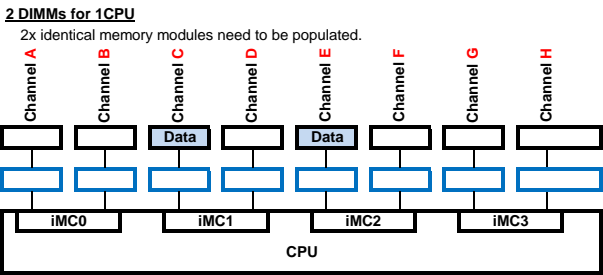 2 DIMMs for 1CPU
2x identical memory modules need to be populated.
Channel A
Channel B
Channel C
Channel D
Channel E
Channel F
Channel G
Channel H
Data
Data
iMC0
iMC1
iMC2
iMC3
CPU